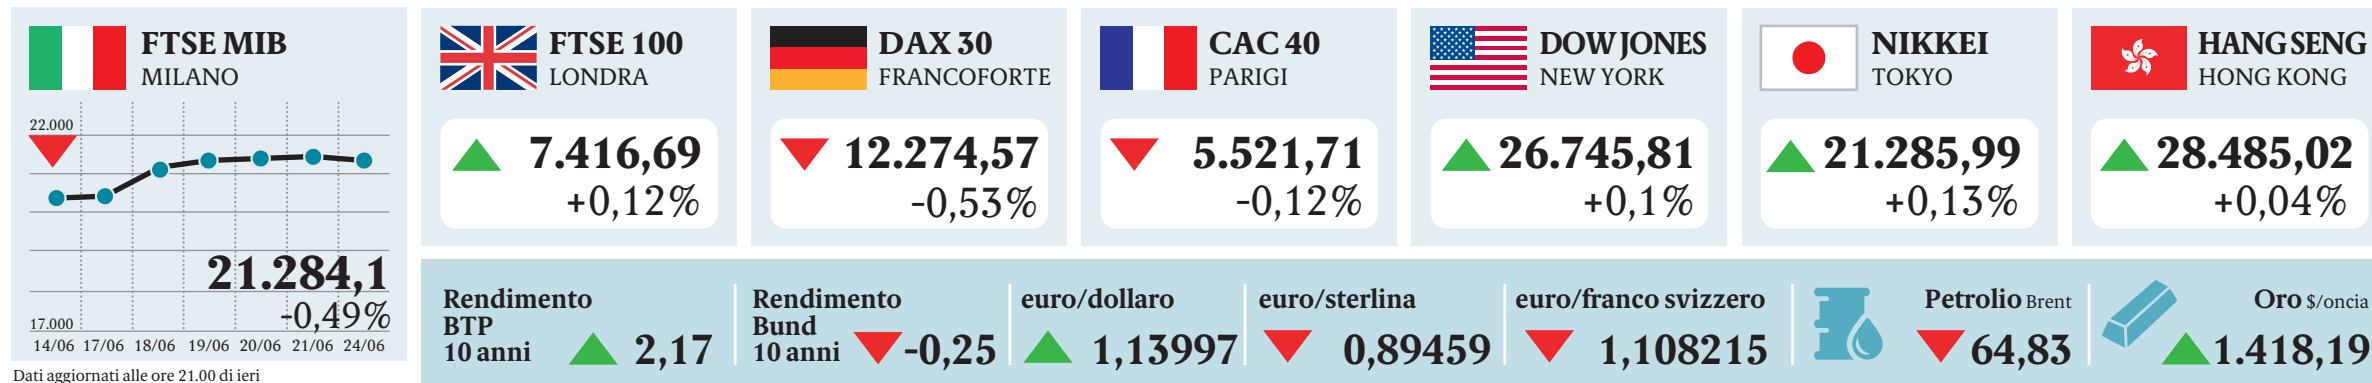 FTSE MIB
MILANO
22.000
21.284,1
-0,49%
17.000
14/06 17/06 18/06 19/06 20/06 21/06 24/06
Dati aggiornati alle ore 21.00 di ieri
FTSE 100
LONDRA
7.416,69
+0,12%
DAX 30
FRANCOFORTE
12.274,57
-0,53%
CAC 40
PARIGI
5.521,71
-0,12%
DOW JONES
NEW YORK
26.745,81
+0,1%
NIKKEI
TOKYO
21.285,99
+0,13%
HANG SENG
HONG KONG
28.485,02
+0,04%
Rendimento
BTP
10 anni
2,17
Rendimento
Bund
10 anni
-0,25
euro/dollaro
1,13997
euro/sterlina
0,89459
euro/franco svizzero
1,108215
Petrolio Brent
64,83
Oro $/oncia
1.418,19